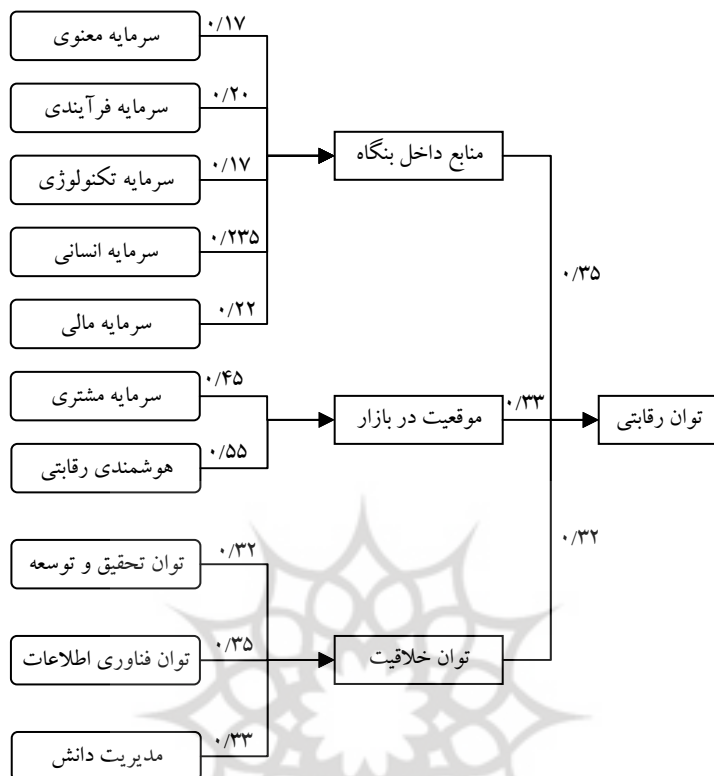 سرمایه معنوی
۰/۱۷
سرمایه فرآیندی
۰/۲۰
سرمایه تکنولوژی
۰/۱۷
سرمایه انسانی
۰/۲۳۵
سرمایه مالی
۰/۲۲
منابع داخل بنگاه
۰/۳۵
سرمایه مشتری
۰/۴۵
هوشمندی رقابتی
۰/۵۵
موقعیت در بازار
۰/۳۳
توان رقابتی
توان تحقیق و توسعه
۰/۳۲
توان فناوری اطلاعات
۰/۳۵
مدیریت دانش
۰/۳۳
توان خلاقیت
۰/۳۲